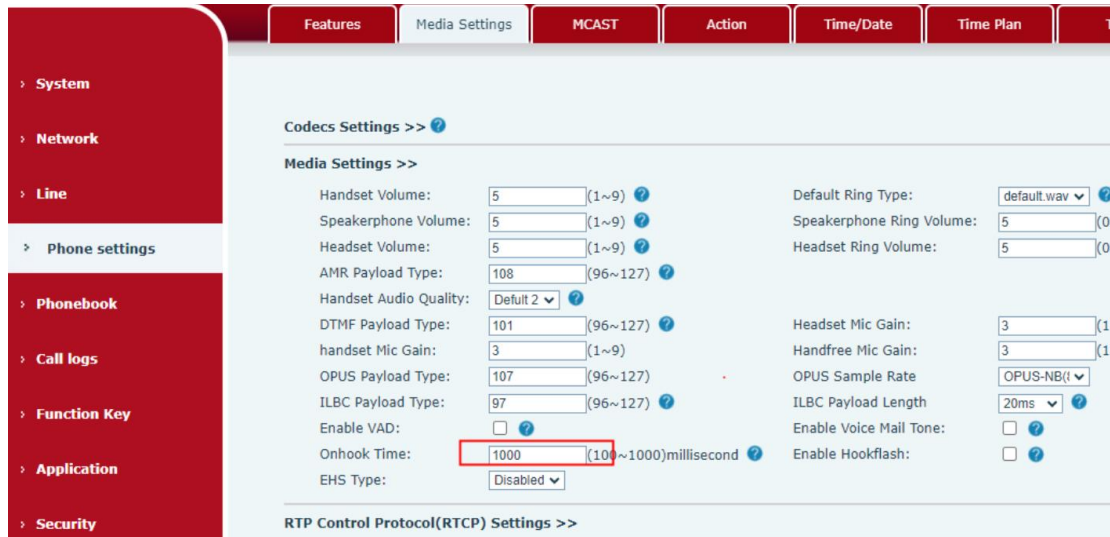 Features Media Settings MCAST Action Time/Date Time Plan
System
Network
Line
Phone settings
Phonebook
Call logs
Function Key
Application
Security
Codecs Settings >> ?
Media Settings >>
Handset Volume: 5 (1~9) ? Default Ring Type: default.wav ?
Speakerphone Volume: 5 (1~9) ? Speakerphone Ring Volume: 5 (0
Headset Volume: 5 (1~9) ? Headset Ring Volume: 5 (0
AMR Payload Type: 108 (96~127) ?
Handset Audio Quality: Defult 2 ?
DTMF Payload Type: 101 (96~127) ? Headset Mic Gain: 3 (1
handset Mic Gain: 3 (1~9) Handfree Mic Gain: 3 (1
OPUS Payload Type: 107 (96~127) OPUS Sample Rate OPUS-NB(
ILBC Payload Type: 97 (96~127) ? ILBC Payload Length 20ms ?
Enable VAD: ? Enable Voice Mail Tone: ?
Onhook Time: 1000 (100~1000)millisecond ? Enable Hookflash: ?
EHS Type: Disabled
RTP Control Protocol(RTCP) Settings >>